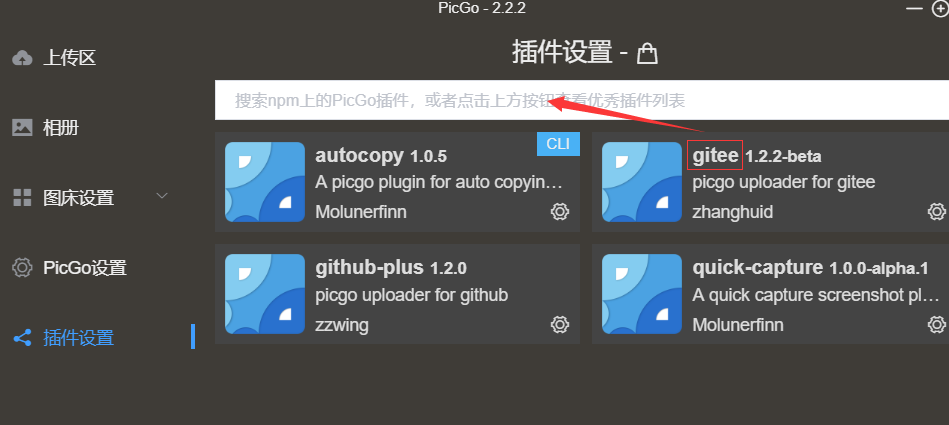 PicGo - 2.2.2
上传区
相册
图床设置
PicGo设置
插件设置
插件设置 -
搜索npm上的PicGo插件，或者点击上方按钮查看优秀插件列表
autocopy 1.0.5
CLI
A picgo plugin for auto copyin…
Molunerfinn
gitee 1.2.2-beta
picgo uploader for gitee
zhanghuid
github-plus 1.2.0
picgo uploader for github
zzwing
quick-capture 1.0.0-alpha.1
A quick capture screenshot pl…
Molunerfinn